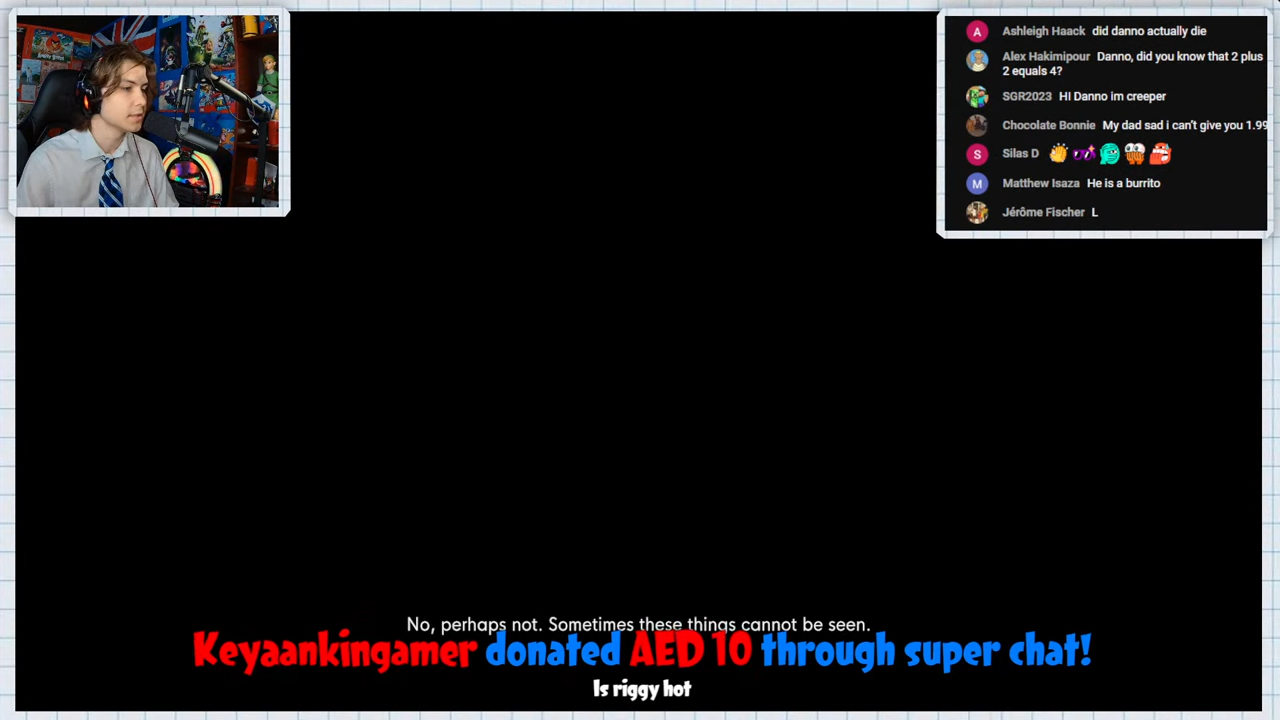 Ashleigh Haack did danno actually die
Alex Hakimipour Danno, did you know that 2 plus
2 equals 4?
SGR2023 HI Danno im creeper
Chocolate Bonnie My dad sad i can't give you 1.99
Silas D
Matthew Isaza He is a burrito
Jérôme Fischer L
No, perhaps not. Sometimes these things cannot be seen.
Keyaankingamer donated AED 10 through super chat!
Is riggy hot